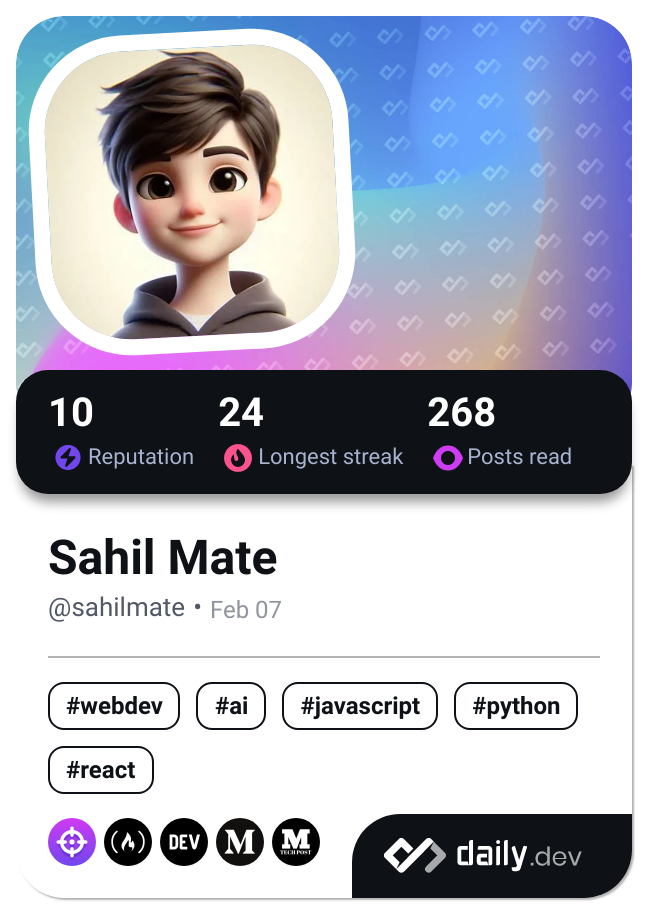 10 24 268
Reputation Longest streak Posts read
Sahil Mate
@sahilmate • Feb 07
#webdev #ai #javascript #python
#react
DEV M M
TECH POST
daily.dev